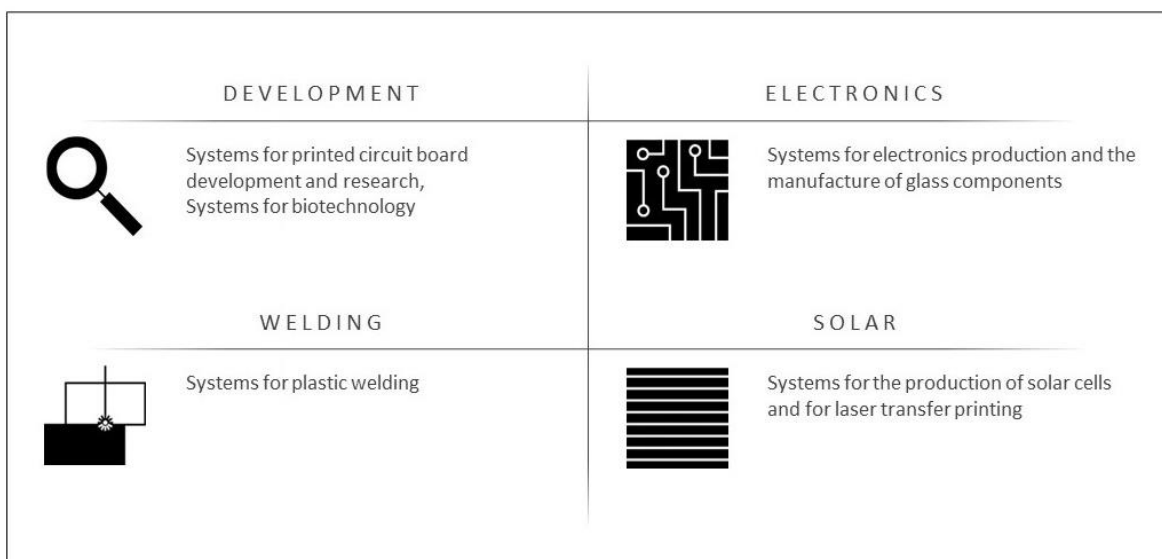 DEVELOPMENT
Systems for printed circuit board
development and research,
Systems for biotechnology
ELECTRONICS
Systems for electronics production and the
manufacture of glass components
WELDING
Systems for plastic welding
SOLAR
Systems for the production of solar cells
and for laser transfer printing